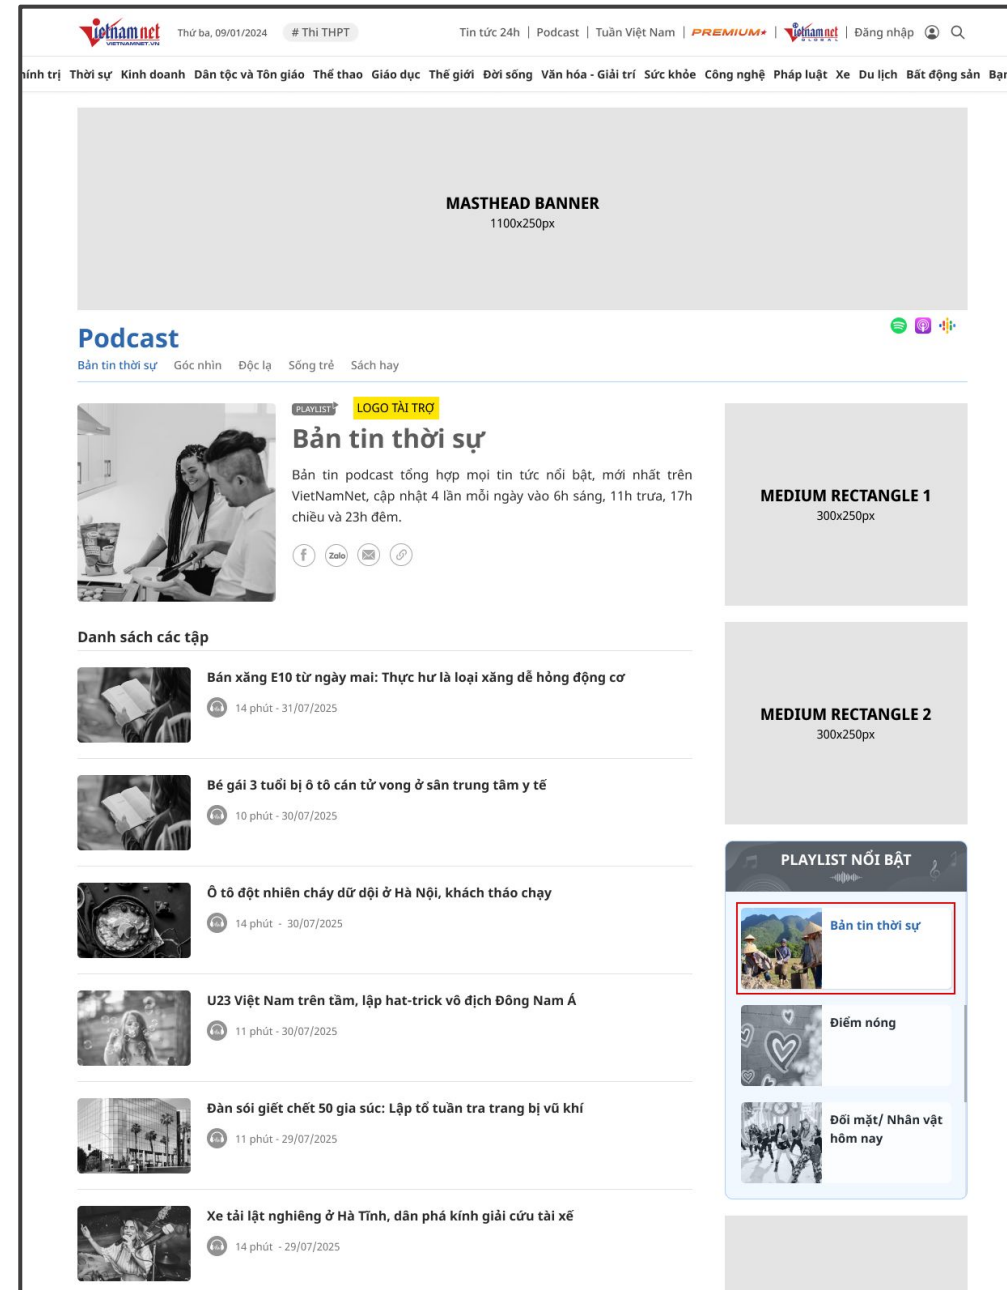 Vietnamnet
VIETNAMNET.VN
Thứ ba, 09/01/2024
# Thi THPT
Tin tức 24h | Podcast | Tuần Việt Nam | PREMIUM | Vietnamnet GLOBAL | Đăng nhập
ính trị Thời sự Kinh doanh Dân tộc và Tôn giáo Thể thao Giáo dục Thế giới Đời sống Văn hóa - Giải trí Sức khỏe Công nghệ Pháp luật Xe Du lịch Bất động sản Bạn
MASTHEAD BANNER
1100x250px
Podcast
Bản tin thời sự Góc nhìn Độc lạ Sống trẻ Sách hay
PLAYLIST LOGO TÀI TRỢ
Bản tin thời sự
Bản tin podcast tổng hợp mọi tin tức nổi bật, mới nhất trên
VietNamNet, cập nhật 4 lần mỗi ngày vào 6h sáng, 11h trưa, 17h
chiều và 23h đêm.
Zalo
MEDIUM RECTANGLE 1
300x250px
Danh sách các tập
Bán xăng E10 từ ngày mai: Thực hư là loại xăng dễ hỏng động cơ
14 phút - 31/07/2025
Bé gái 3 tuổi bị ô tô cán tử vong ở sân trung tâm y tế
10 phút - 30/07/2025
Ô tô đột nhiên cháy dữ dội ở Hà Nội, khách tháo chạy
14 phút - 30/07/2025
U23 Việt Nam trên tầm, lập hat-trick vô địch Đông Nam Á
11 phút - 30/07/2025
Đàn sói giết chết 50 gia súc: Lập tổ tuần tra trang bị vũ khí
11 phút - 29/07/2025
Xe tải lật nghiêng ở Hà Tĩnh, dân phá kính giải cứu tài xế
14 phút - 29/07/2025
MEDIUM RECTANGLE 2
300x250px
PLAYLIST NỔI BẬT
Bản tin thời sự
Điểm nóng
Đối mặt/ Nhân vật
hôm nay